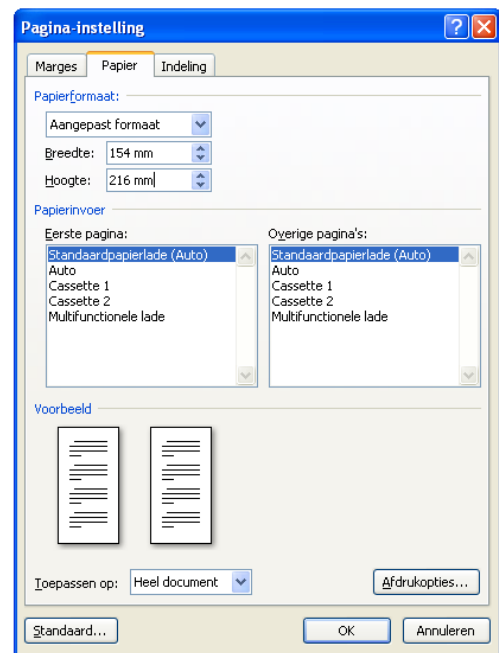 Pagina-instelling
Marges Papier Indeling
Papierformaat:
Aangepast formaat
Breedte: 154 mm
Hoogte: 216 mm
Papierinvoer
Eerste pagina: Overige pagina's:
Standaardpapierlade (Auto) Standaardpapierlade (Auto)
Auto Auto
Cassette 1 Cassette 1
Cassette 2 Cassette 2
Multifunctionele lade Multifunctionele lade
Voorbeeld
Toepassen op: Heel document Afdrukopties...
Standaard... OK Annuleren